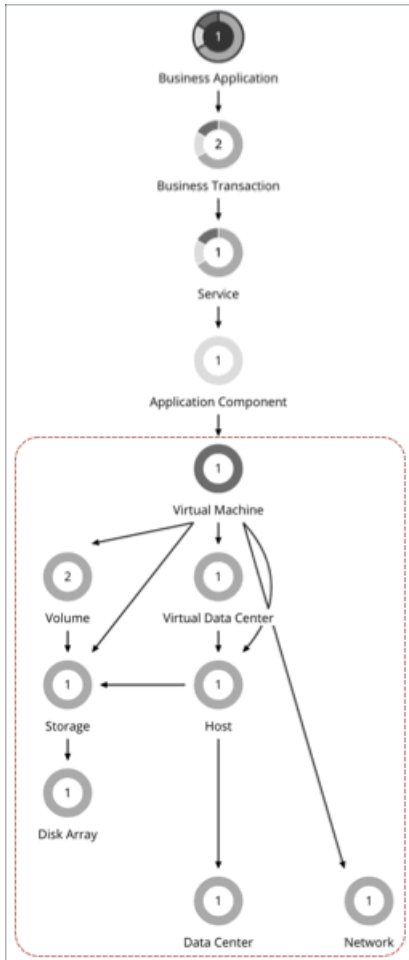 1
Business Application
2
Business Transaction
1
Service
1
Application Component
1
Virtual Machine
2
Volume
1
Virtual Data Center
1
Storage
1
Host
1
Disk Array
1
Data Center
1
Network